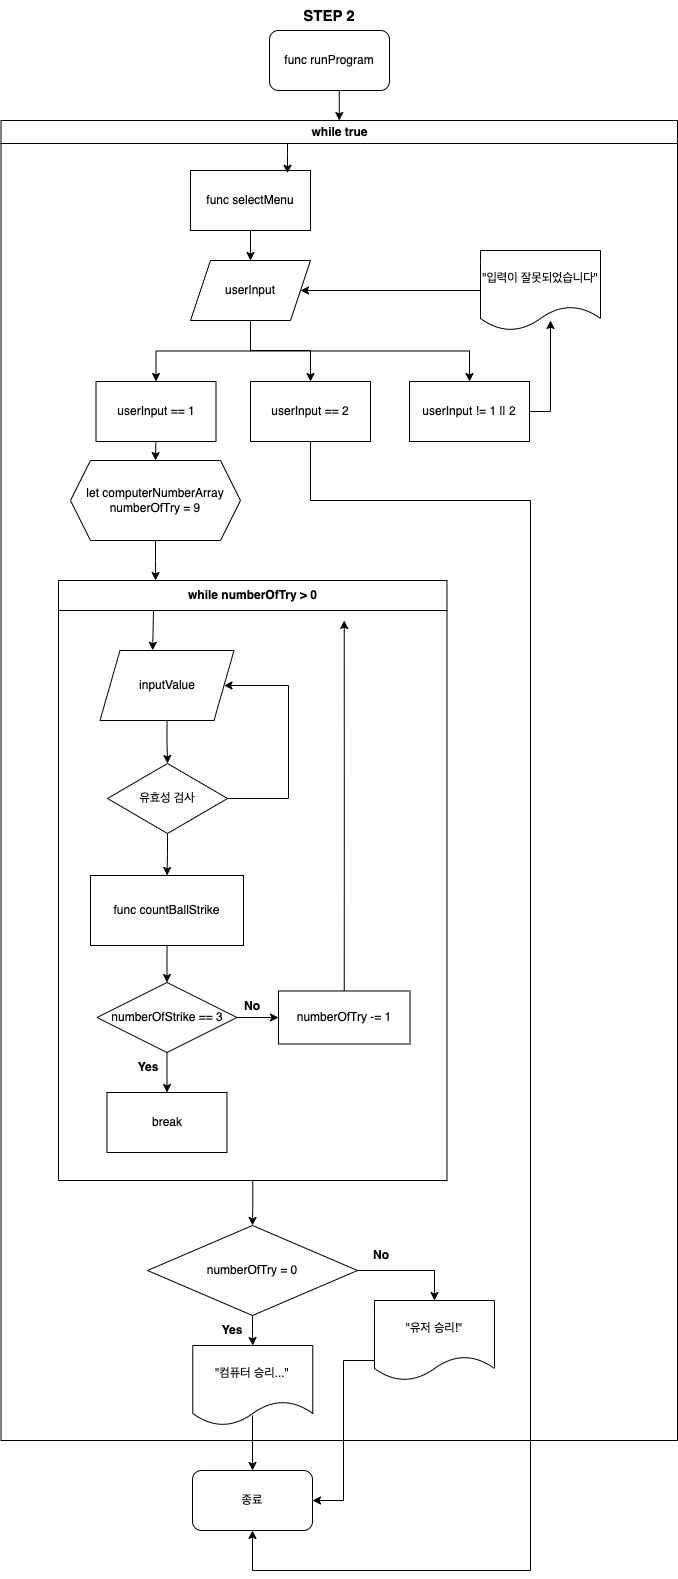 STEP 2
func runProgram
while true
func selectMenu
userInput
"입력이 잘못되었습니다"
userInput == 1
userInput == 2
userInput != 1 || 2
let computerNumberArray
numberOfTry = 9
while numberOfTry > 0
inputValue
유효성 검사
func countBallStrike
numberOfStrike == 3
No
numberOfTry -= 1
Yes
break
numberOfTry = 0
No
"유저 승리!"
Yes
"컴퓨터 승리..."
종료